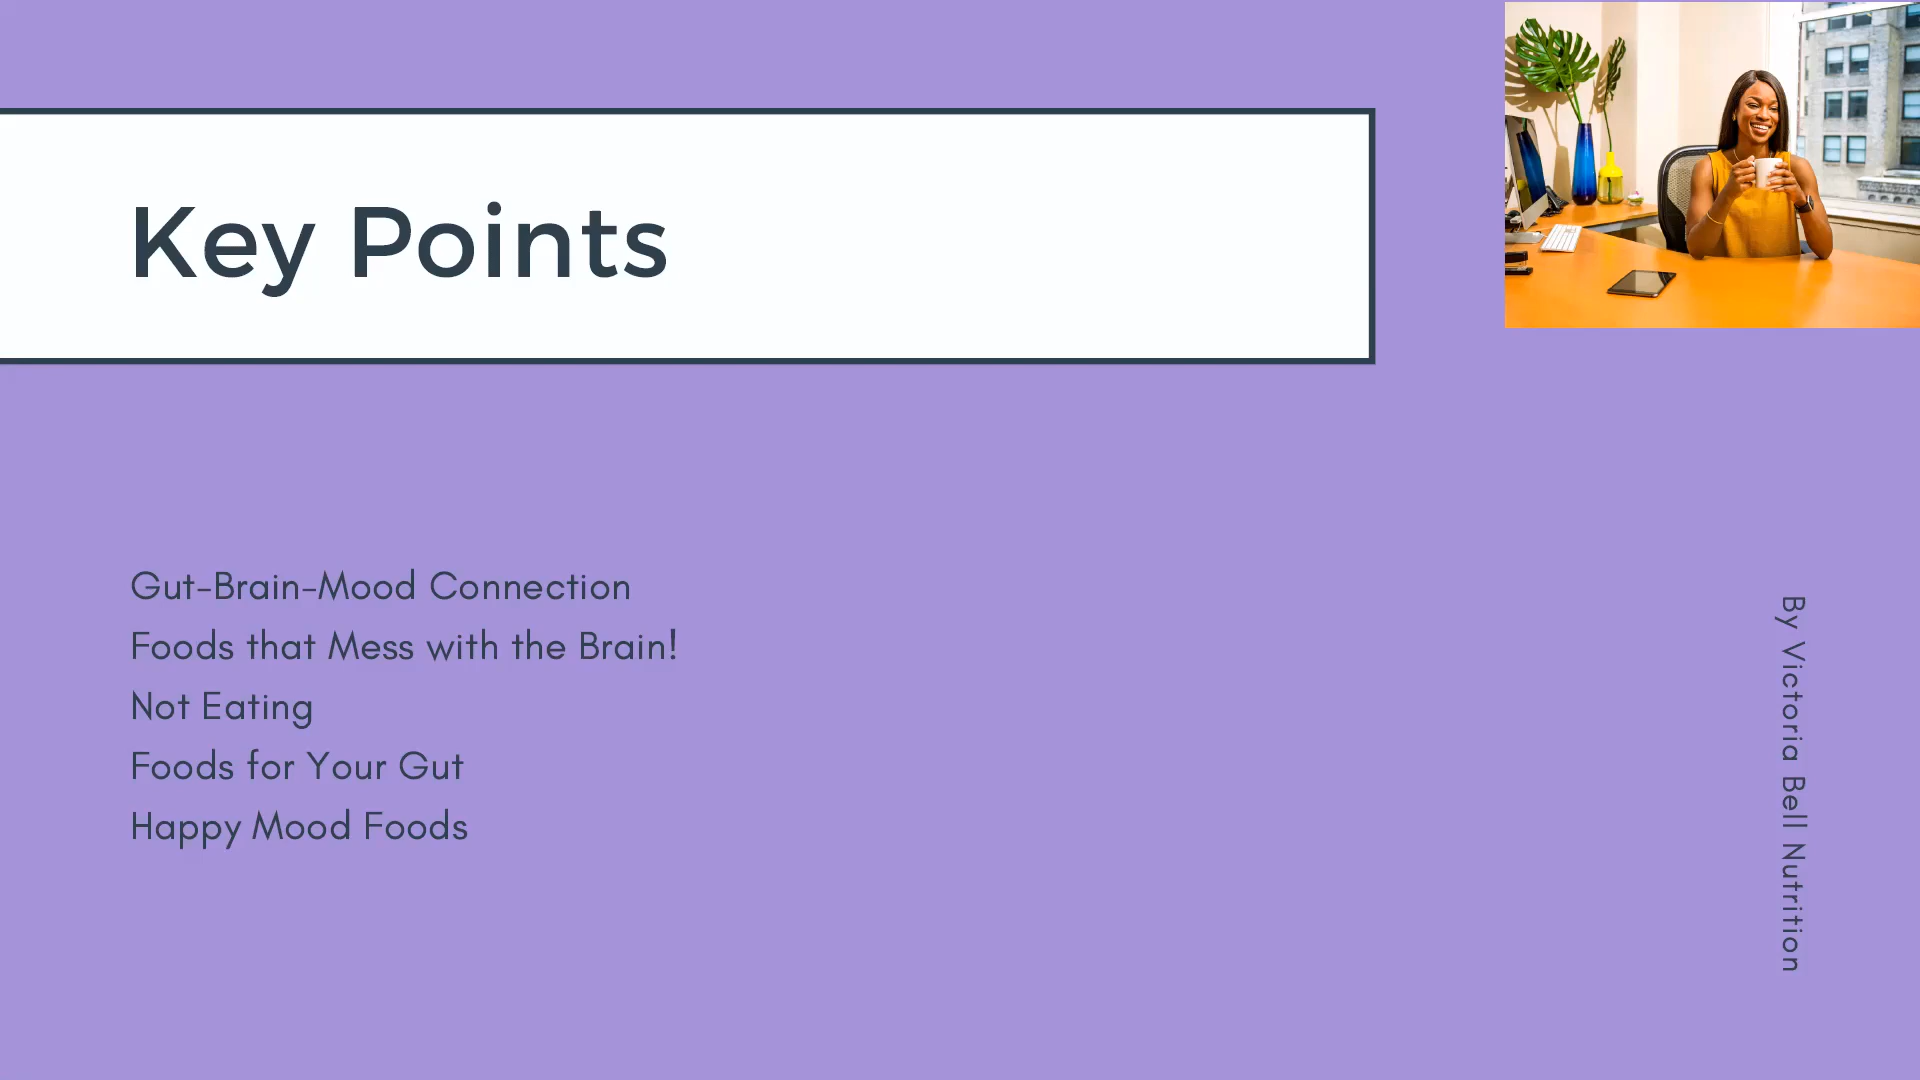 Key Points
Gut-Brain-Mood Connection
Foods that Mess with the Brain!
Not Eating
Foods for Your Gut
Happy Mood Foods
By Victoria Bell Nutrition